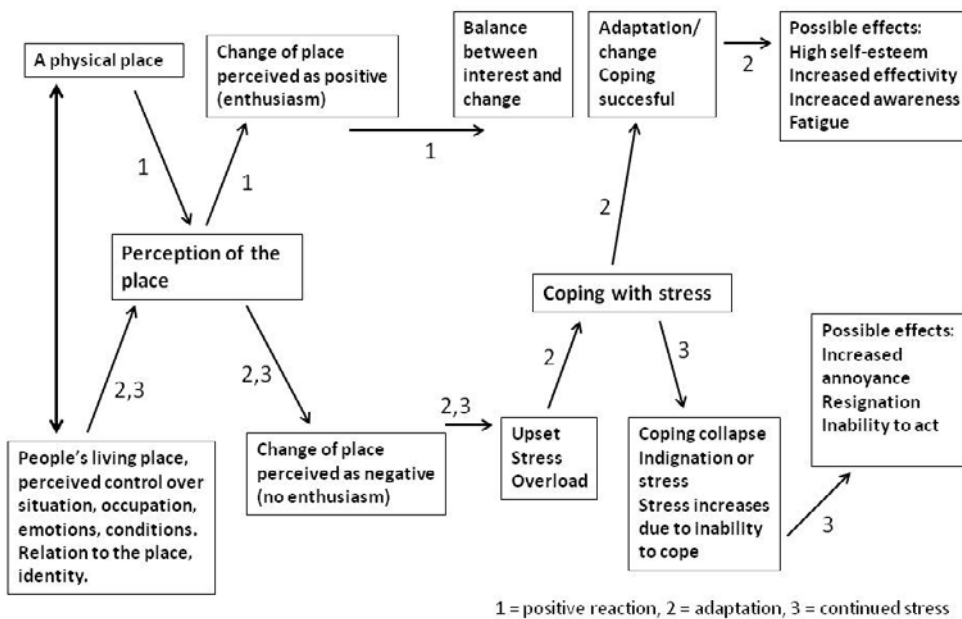 A physical place
Change of place
perceived as positive
(enthusiasm)
Balance
between
interest and
change
Adaptation/
change
Coping
succesful
Possible effects:
High self-esteem
Increased effectivity
Increaced awareness
Fatigue
2
1
1
1
2
Perception of the
place
Coping with stress
2,3
2,3
2,3
2
3
Possible effects:
Increased
annoyance
Resignation
Inability to act
People's living place,
perceived control over
situation, occupation,
emotions, conditions.
Relation to the place,
identity.
Change of place
perceived as negative
(no enthusiasm)
Upset
Stress
Overload
Coping collapse
Indignation or
stress
Stress increases
due to inability
to cope
3
1 = positive reaction, 2 = adaptation, 3 = continued stress